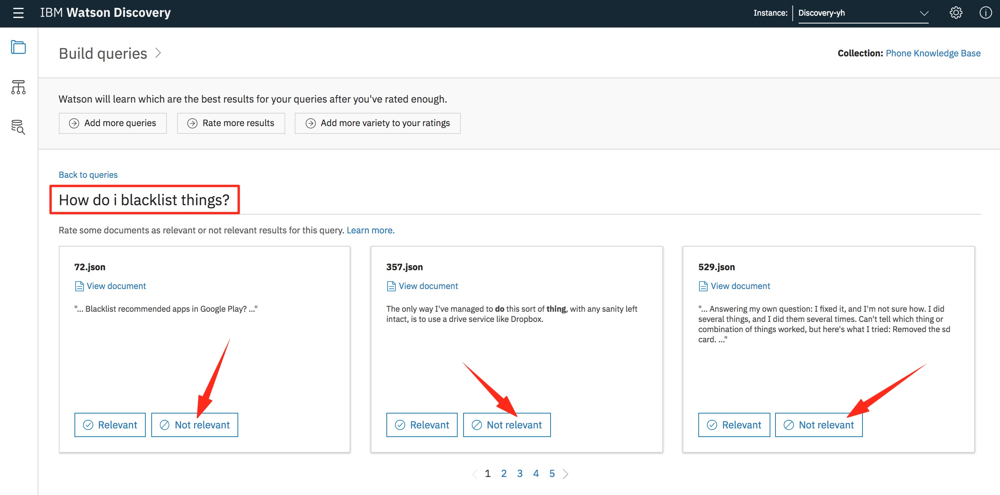 IBM Watson Discovery
Instance:
Discovery-yh
Build queries
Collection: Phone Knowledge Base
Watson will learn which are the best results for your queries after you've rated enough.
Add more queries
Rate more results
Add more variety to your ratings
Back to queries
How do i blacklist things?
Rate some documents as relevant or not relevant results for this query. Learn more.
72.json
View document
"... Blacklist recommended apps in Google Play? ..."
Relevant
Not relevant
357.json
View document
The only way I've managed to do this sort of thing, with any sanity left
intact, is to use a drive service like Dropbox.
Relevant
Not relevant
529.json
View document
"... Answering my own question: I fixed it, and I'm not sure how. I did
several things, and I did them several times. Can't tell which thing or
combination of things worked, but here's what I tried: Removed the sd
card. ..."
Relevant
Not relevant
1 2 3 4 5